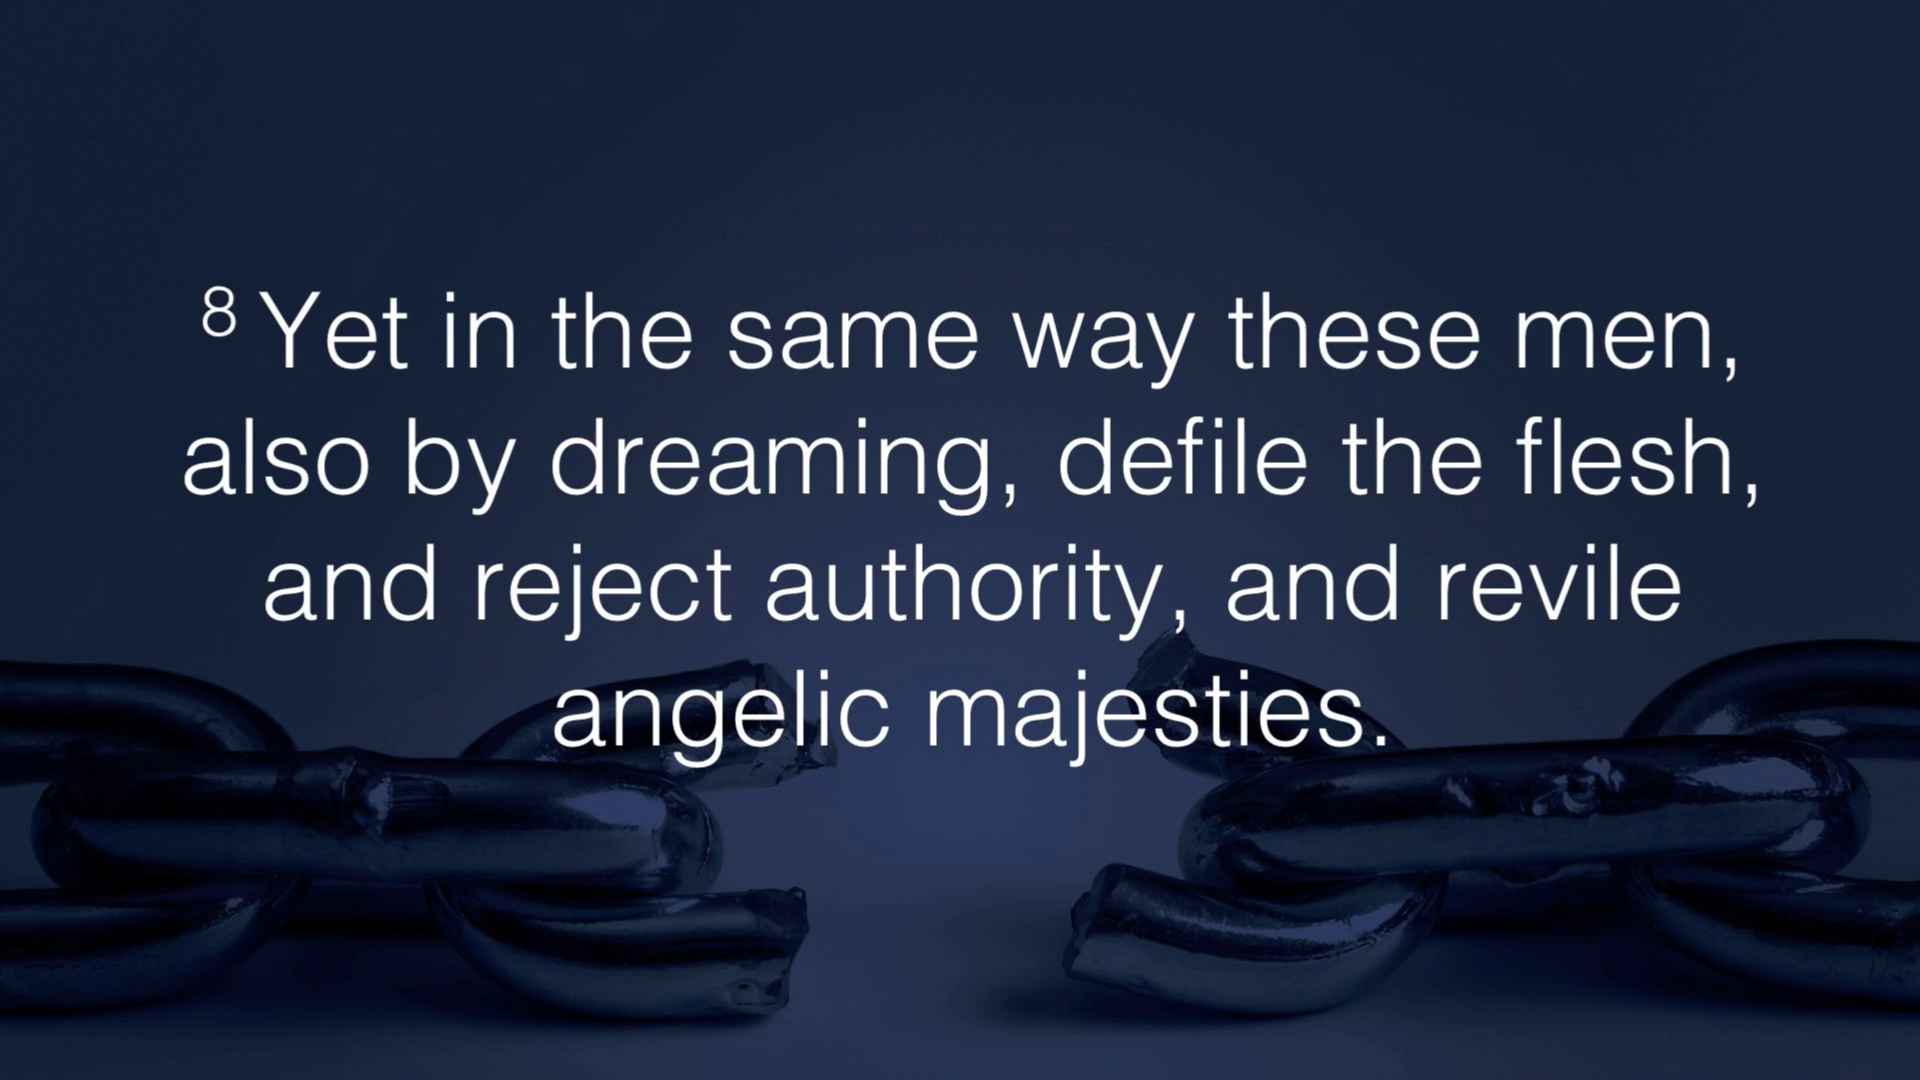 8 Yet in the same way these men,
also by dreaming, defile the flesh,
and reject authority, and revile
angelic majesties.